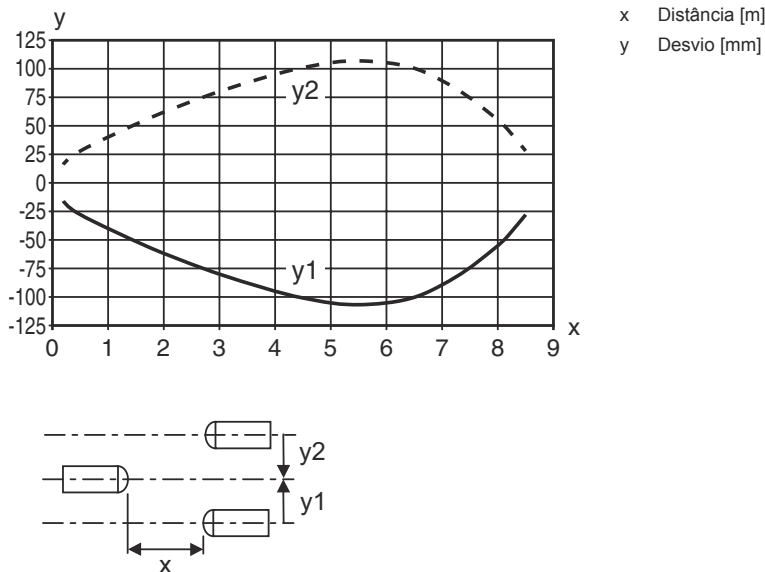 y
125
100
75
50
25
0
-25
-50
-75
-100
-125
y2
y1
0 1 2 3 4 5 6 7 8 9
x
x Distância [m]
y Desvio [mm]
y2
y1
x